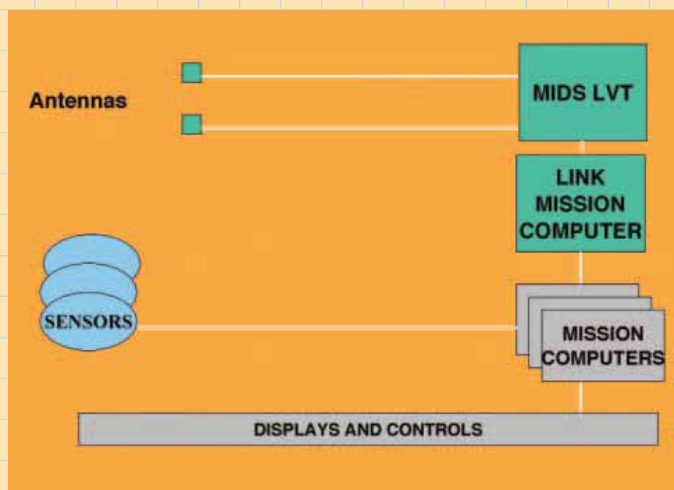 Antennas
MIDS LVT
LINK
MISSION
COMPUTER
SENSORS
MISSION
COMPUTERS
DISPLAYS AND CONTROLS